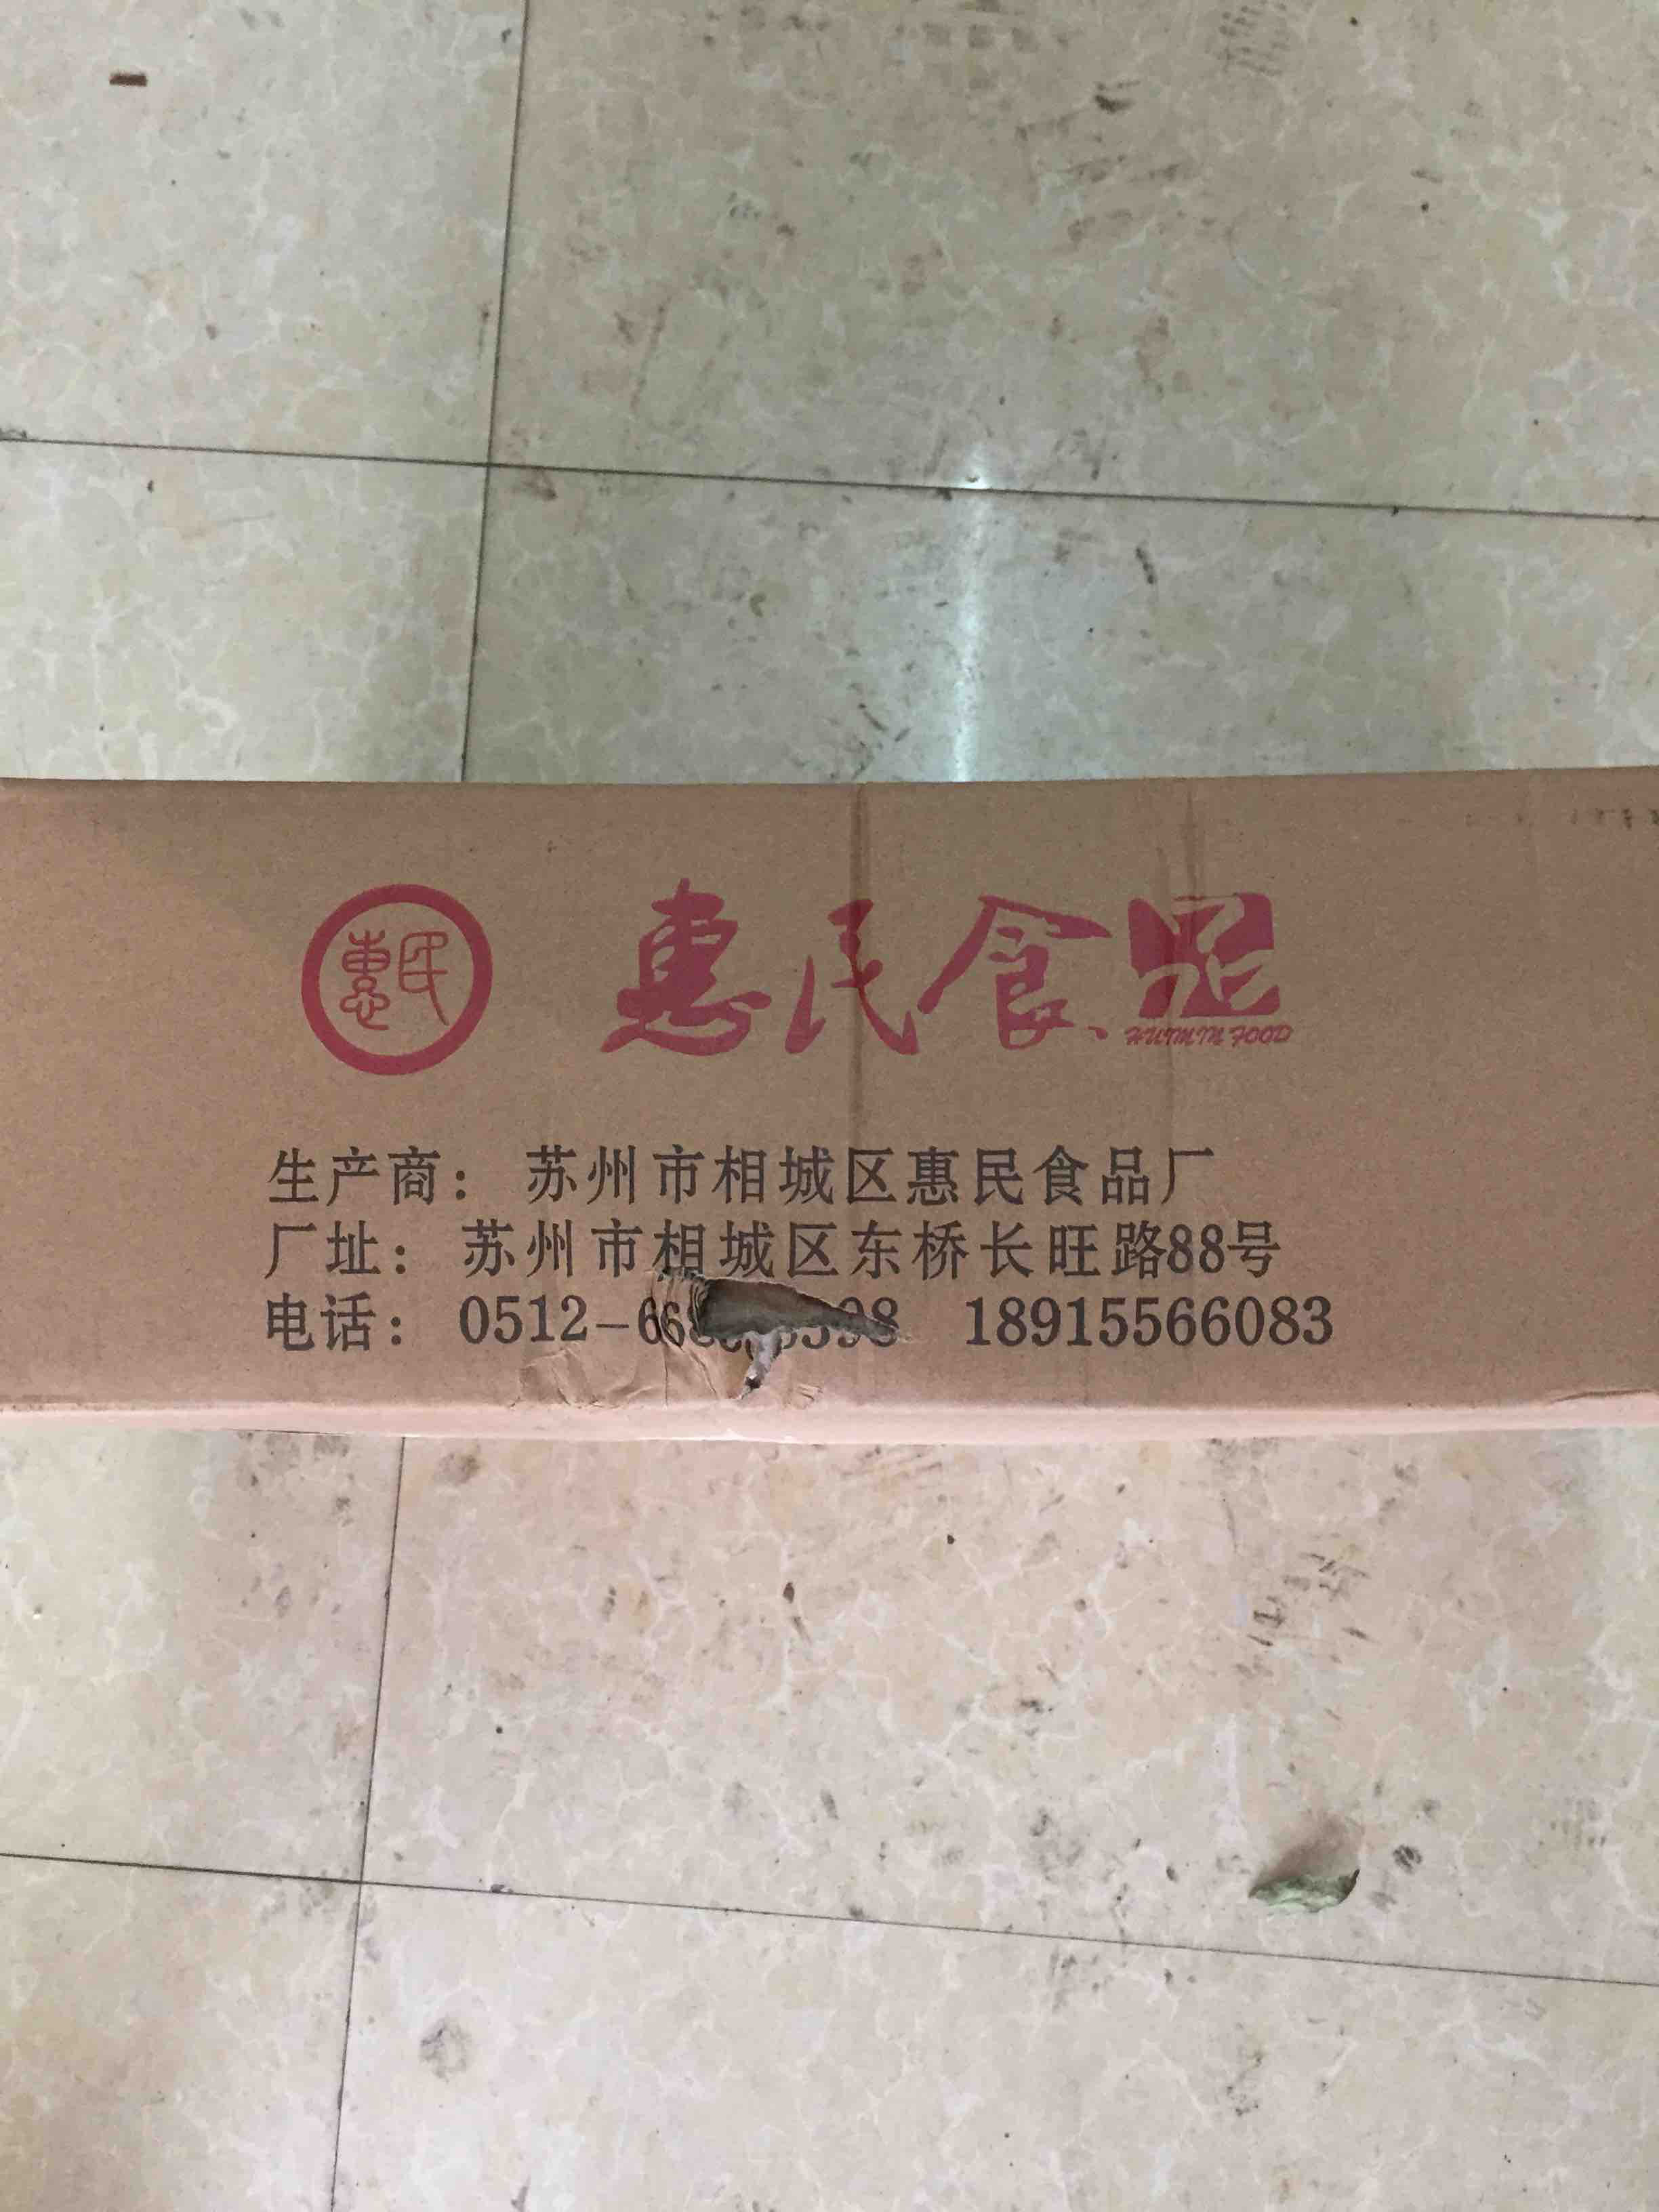 惠民 惠民食品
HUIMIN FOOD
生产商：苏州市相城区惠民食品厂
厂址：苏州市相城区东桥长旺路88号
电话：0512- 18915566083